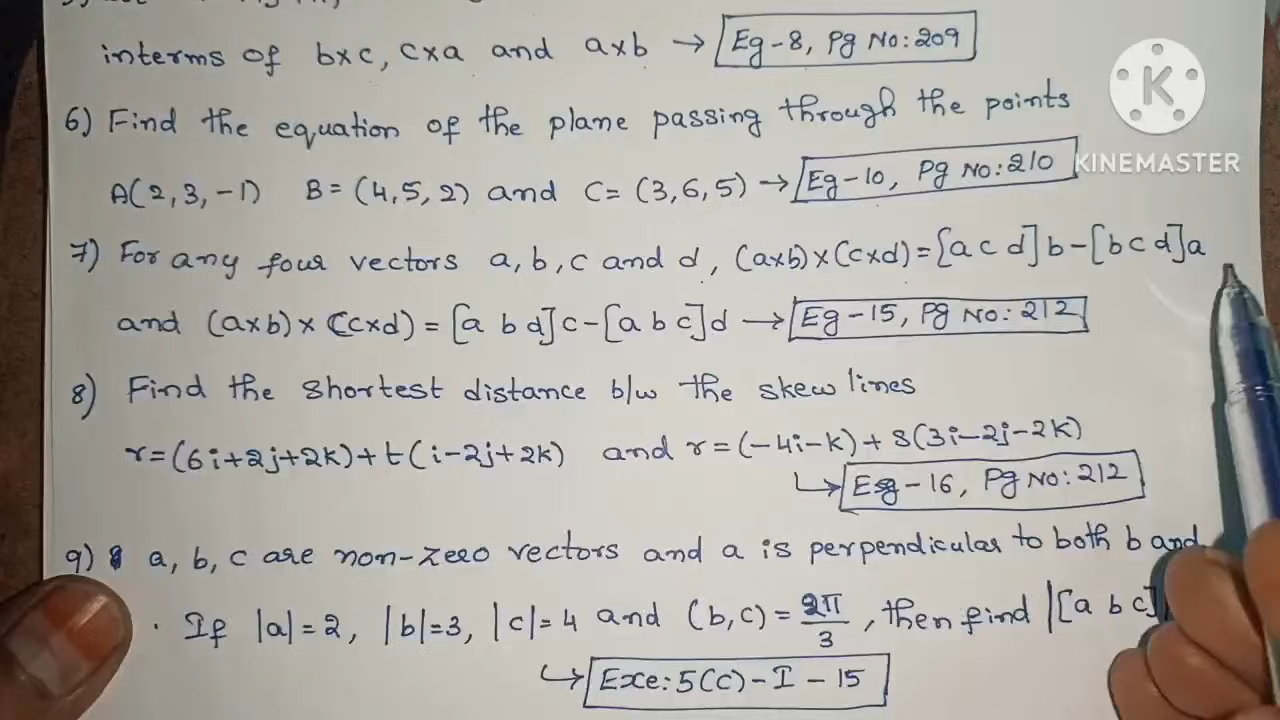 interms of b×c, c×a and a×b → Eg-8, Pg No:209
6) Find the equation of the plane passing through the points
A(2,3,-1) B=(4,5,2) and C=(3,6,5) → Eg-10, Pg No:210
K
KINEMASTER
7) For any four vectors a, b, c and d, (a×b)×(c×d)=[a c d]b-[b c d]a
and (a×b)×(c×d)=[a b d]c-[a b c]d → Eg-15, Pg No:212
8) Find the shortest distance b/w the skew lines
r=(6i+2j+2k)+t(i-2j+2k) and r=(-4i-k)+s(3i-2j-2k)
↳ Eg-16, Pg No:212
9) a, b, c are non-zero vectors and a is perpendicular to both b and
. If |a|=2, |b|=3, |c|=4 and (b,c)=2π/3, then find |[a b c]
↳ Exe: 5(c)-I-15